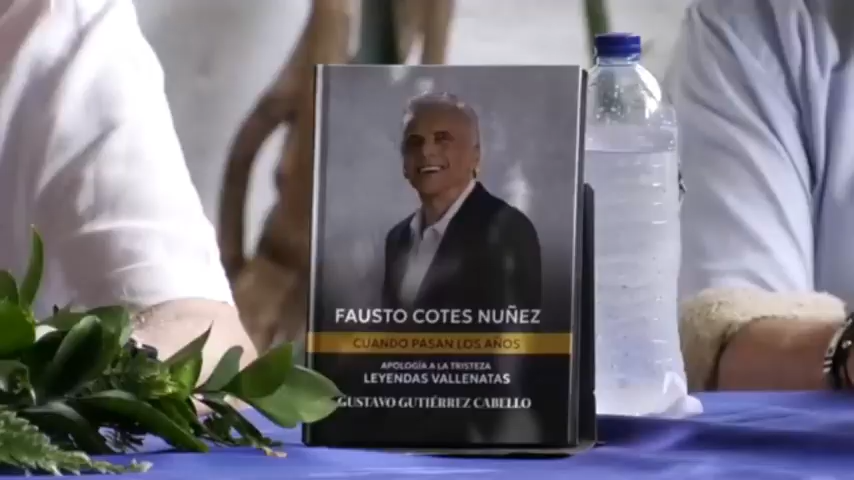 FAUSTO COTES NUÑEZ
CUANDO PASAN LOS AÑOS
APOLOGÍA A LA TRISTEZA
LEYENDAS VALLENATAS
GUSTAVO GUTIÉRREZ CABELLO